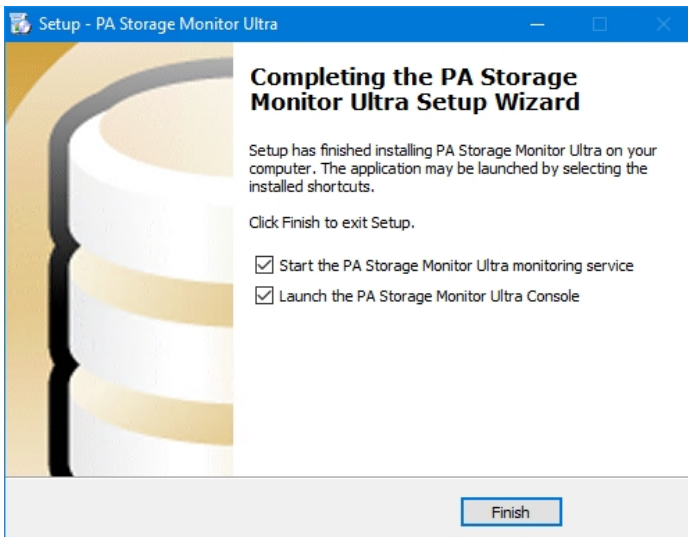 Setup - PA Storage Monitor Ultra
Completing the PA Storage
Monitor Ultra Setup Wizard
Setup has finished installing PA Storage Monitor Ultra on your
computer. The application may be launched by selecting the
installed shortcuts.
Click Finish to exit Setup.
Start the PA Storage Monitor Ultra monitoring service
Launch the PA Storage Monitor Ultra Console
Finish